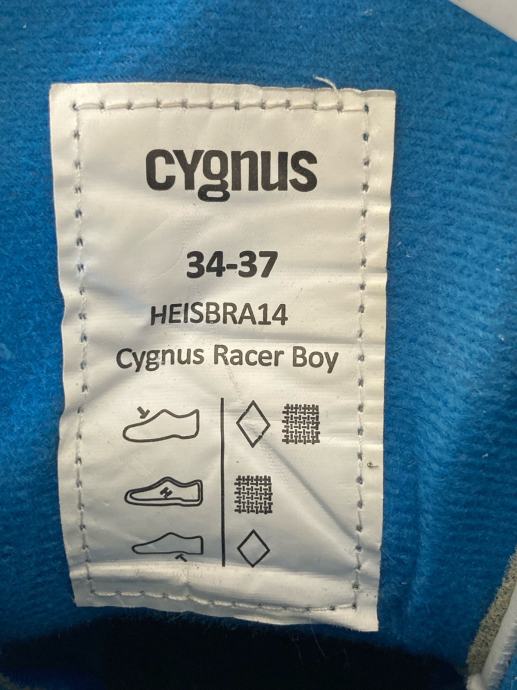 CYgNUS
34-37
HEISBRA14
Cygnus Racer Boy